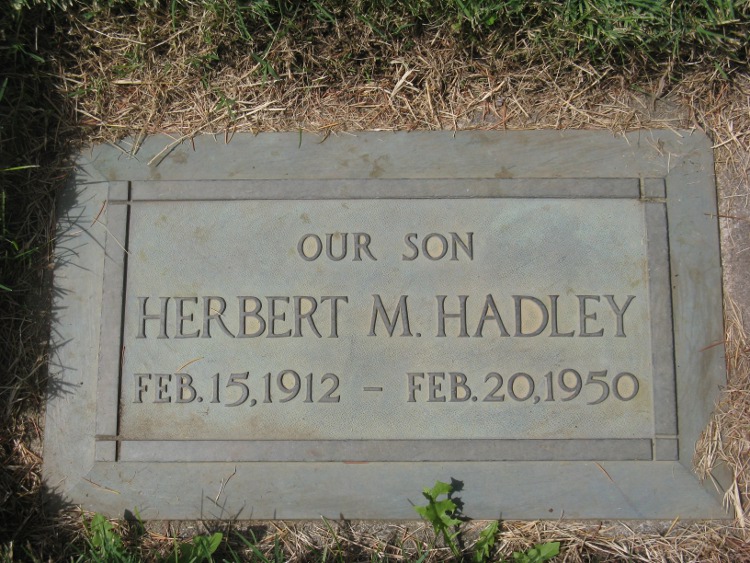 OUR SON
HERBERT M. HADLEY
FEB. 15, 1912 – FEB. 20, 1950